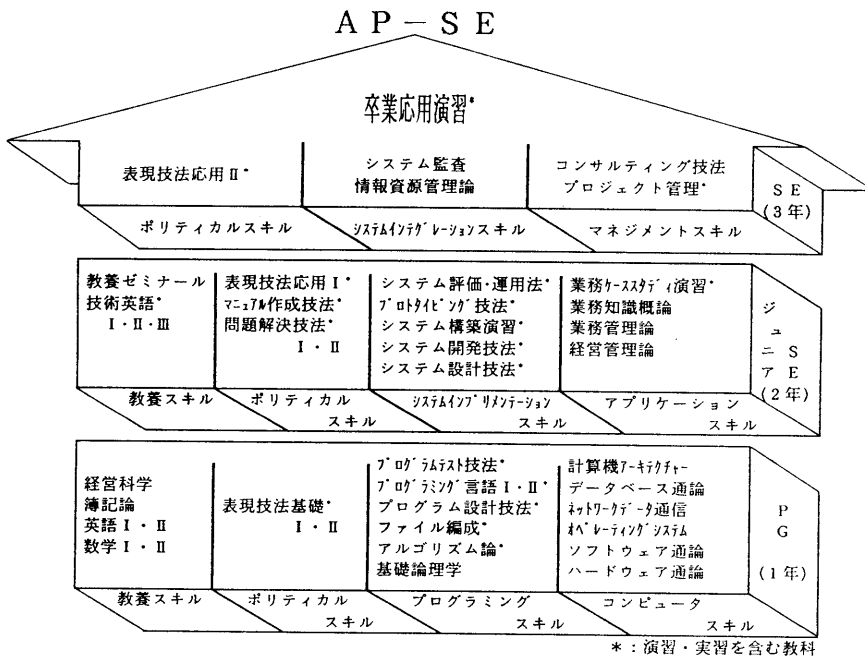 AP－SE
卒業応用演習*
表現技法応用Ⅱ*
システム監査
情報資源管理論
コンサルティング技法
プロジェクト管理*
SE
(3年)
ポリティカルスキル
システムインテグレーションスキル
マネジメントスキル
教養ゼミナール
技術英語*
Ⅰ・Ⅱ・Ⅲ
表現技法応用Ⅰ*
マニュアル作成技法*
問題解決技法*
Ⅰ・Ⅱ
システム評価・運用法*
プロトタイピング技法*
システム構築演習*
システム開発技法*
システム設計技法*
業務ケーススタディ演習*
業務知識概論
業務管理論
経営管理論
ジュニア
SE
(2年)
教養スキル
ポリティカル
スキル
システムインプリメンテーション
スキル
アプリケーション
スキル
経営科学
簿記論
英語Ⅰ・Ⅱ
数学Ⅰ・Ⅱ
表現技法基礎*
Ⅰ・Ⅱ
プログラムテスト技法*
プログラミング言語Ⅰ・Ⅱ*
プログラム設計技法*
ファイル編成*
アルゴリズム論*
基礎論理学
計算機アーキテクチャー
データベース通論
ネットワークデータ通信
オペレーティングシステム
ソフトウェア通論
ハードウェア通論
PG
(1年)
教養スキル
ポリティカル
スキル
プログラミング
スキル
コンピュータ
スキル
*：演習・実習を含む教科